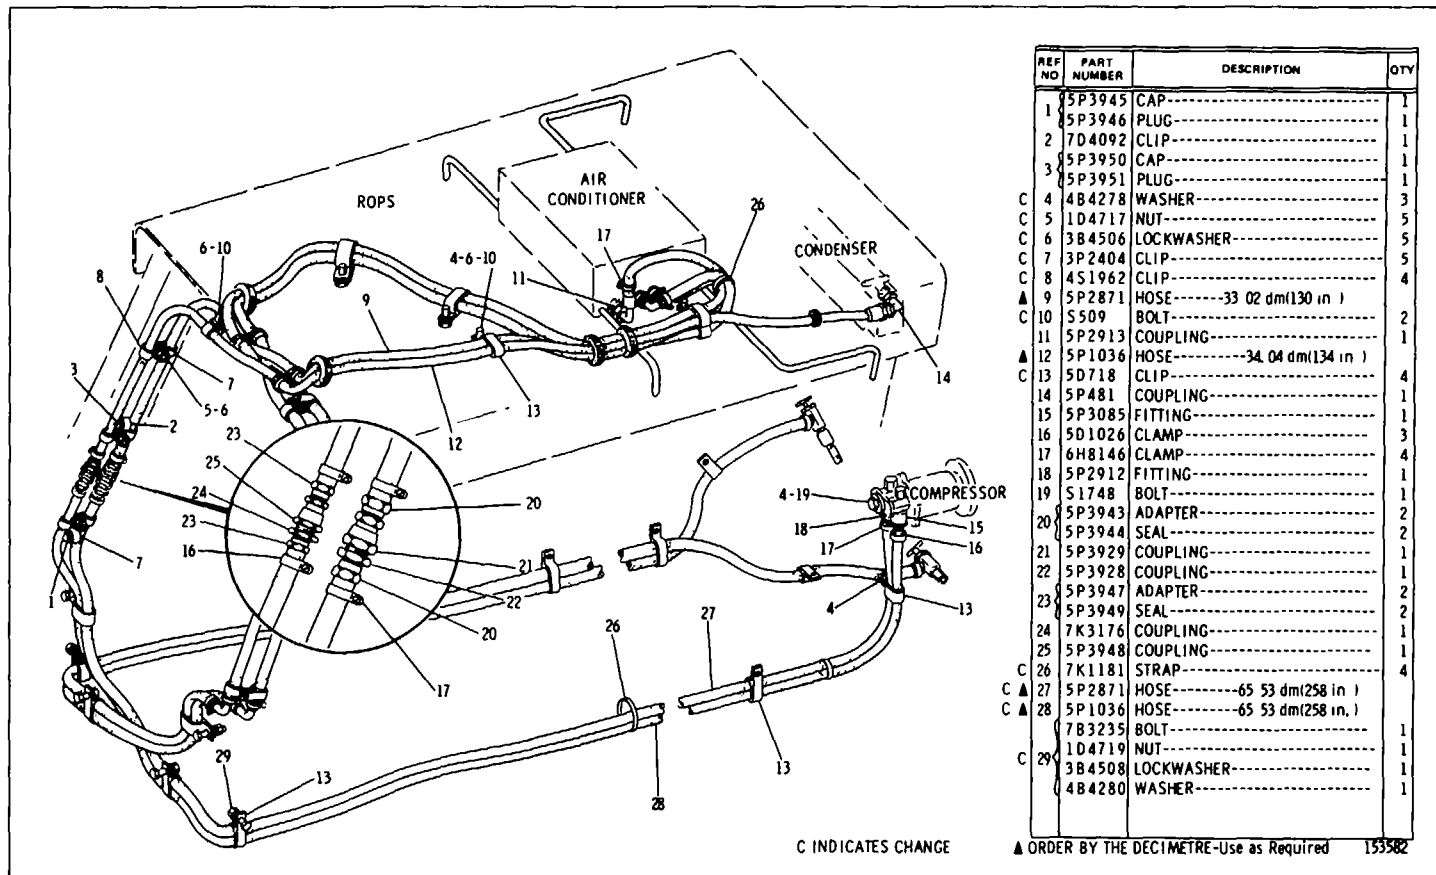 ROPS
AIR
CONDITIONER
CONDENSER
COMPRESSOR
6-10
8
4-6-10
17
26
11
9
3
7
5-6
2
13
12
14
23
25
24
23
16
20
21
22
20
17
7
1
4-19
18
17
15
16
4
13
26
27
29
13
28
13
REF NO PART NUMBER DESCRIPTION QTY
1 5P3945 CAP 1
5P3946 PLUG 1
2 7D4092 CLIP 1
3 5P3950 CAP 1
5P3951 PLUG 1
C 4 4B4278 WASHER 3
C 5 1D4717 NUT 5
C 6 3B4506 LOCKWASHER 5
C 7 3P2404 CLIP 5
C 8 4S1962 CLIP 4
▲ 9 5P2871 HOSE 33 02 dm(130 in )
C 10 S509 BOLT 2
11 5P2913 COUPLING 1
▲ 12 5P1036 HOSE 34.04 dm(134 in )
C 13 5D718 CLIP 4
14 5P481 COUPLING 1
15 5P3085 FITTING 1
16 5D1026 CLAMP 3
17 6H8146 CLAMP 4
18 5P2912 FITTING 1
19 S1748 BOLT 1
20 5P3943 ADAPTER 2
5P3944 SEAL 2
21 5P3929 COUPLING 1
22 5P3928 COUPLING 1
23 5P3947 ADAPTER 2
5P3949 SEAL 2
24 7K3176 COUPLING 1
25 5P3948 COUPLING 1
C 26 7K1181 STRAP 4
C ▲ 27 5P2871 HOSE 65 53 dm(258 in )
C ▲ 28 5P1036 HOSE 65 53 dm(258 in.)
C 29 7B3235 BOLT 1
1D4719 NUT 1
3B4508 LOCKWASHER 1
4B4280 WASHER 1
C INDICATES CHANGE
▲ ORDER BY THE DECIMETRE-Use as Required 153582